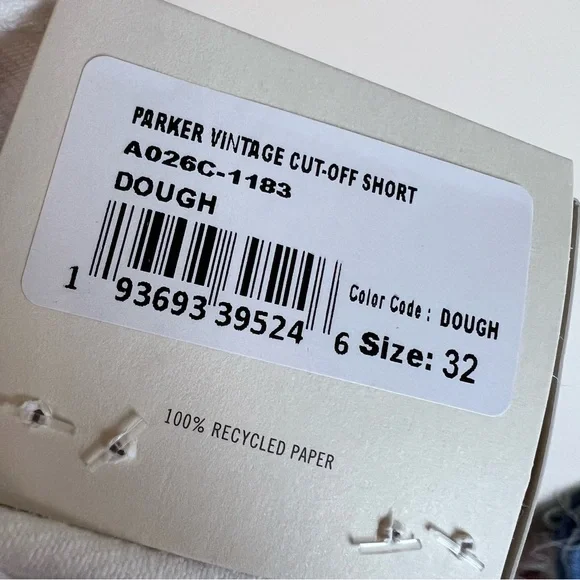 PARKER VINTAGE CUT-OFF SHORT
A026C-1183
DOUGH
1 93693 39524 6
Color Code : DOUGH
Size: 32
100% RECYCLED PAPER